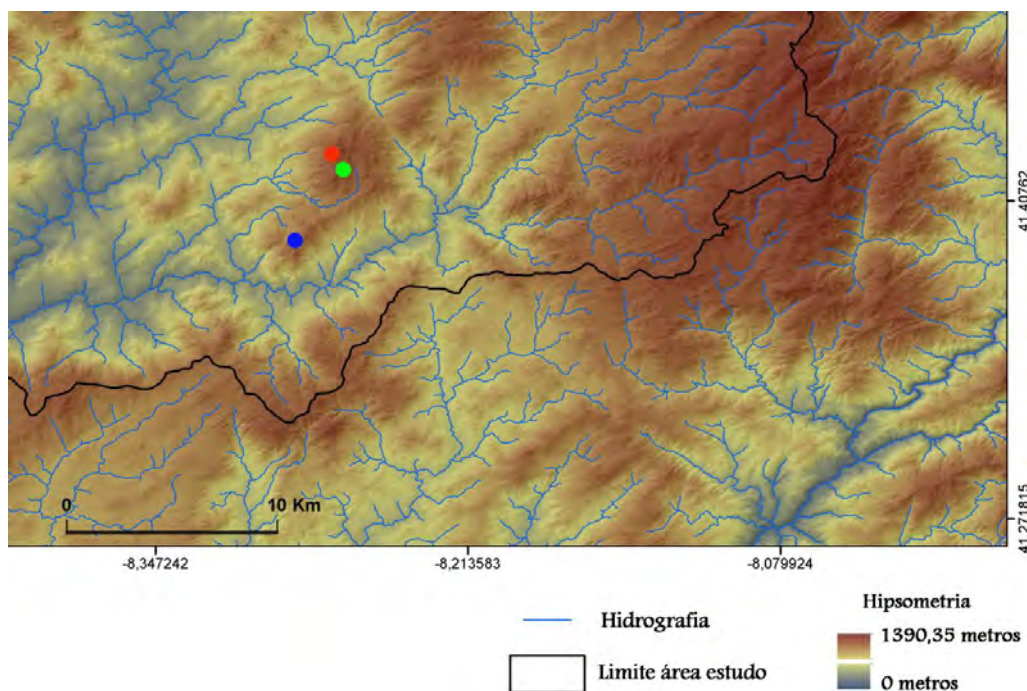 41,40762
41,271815
0 10 Km
-8,347242 -8,213583 -8,079924
Hidrografia
Limite área estudo
Hipsometria
1390,35 metros
0 metros